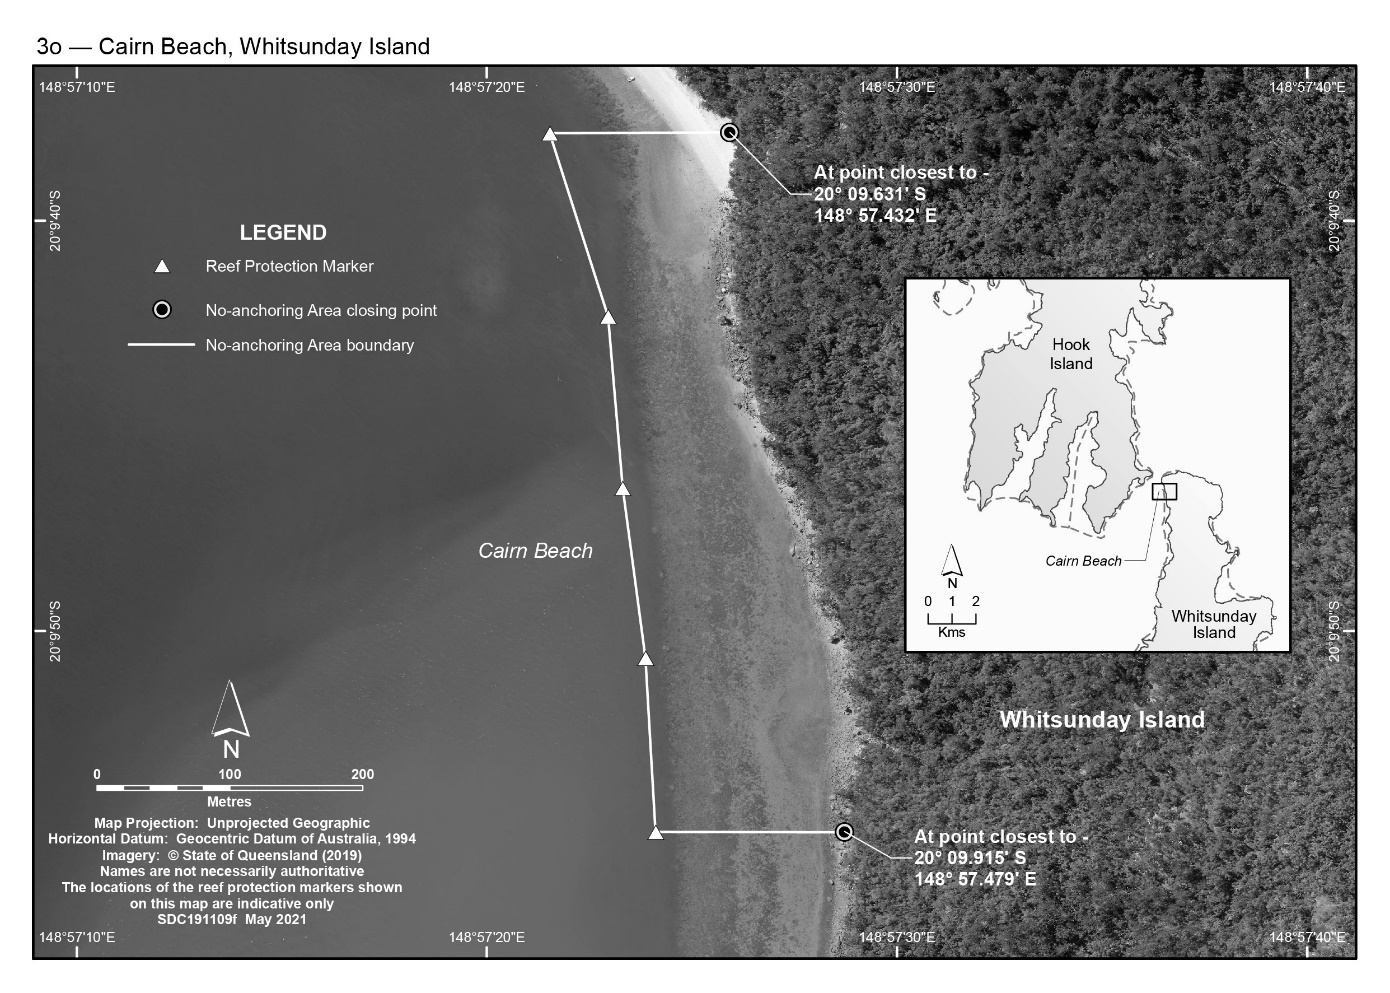 3o — Cairn Beach, Whitsunday Island
148°57'10"E
148°57'20"E
148°57'30"E
148°57'40"E
20°9'40"S
20°9'40"S
At point closest to -
20° 09.631' S
148° 57.432' E
LEGEND
Reef Protection Marker
No-anchoring Area closing point
No-anchoring Area boundary
Hook
Island
Cairn Beach
N
0 1 2
Kms
Whitsunday
Island
Cairn Beach
20°9'50"S
20°9'50"S
Whitsunday Island
N
0 100 200
Metres
Map Projection: Unprojected Geographic
Horizontal Datum: Geocentric Datum of Australia, 1994
Imagery: © State of Queensland (2019)
Names are not necessarily authoritative
The locations of the reef protection markers shown
on this map are indicative only
SDC191109f May 2021
At point closest to -
20° 09.915' S
148° 57.479' E
148°57'10"E
148°57'20"E
148°57'30"E
148°57'40"E